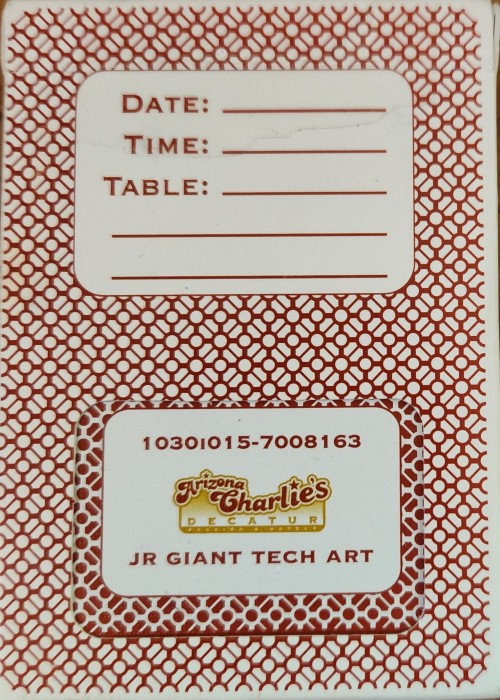 DATE:
TIME:
TABLE:
10301015-7008163
Arizona
Charlie's
DECATUR
JR GIANT TECH ART